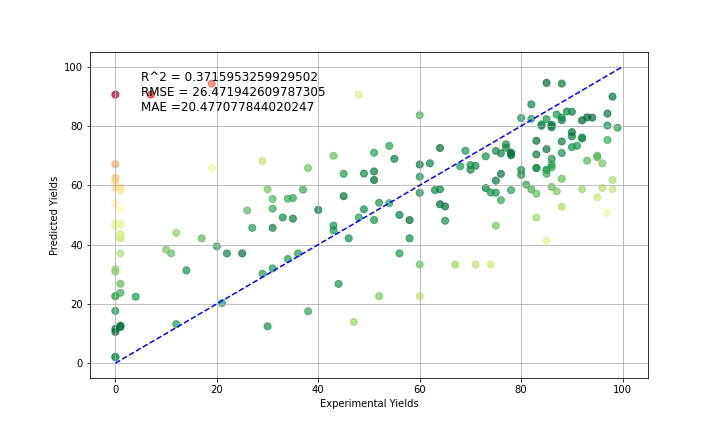 R^2 = 0.3715953259929502
RMSE = 26.471942609787305
MAE =20.477077844020247
100
80
60
40
20
0
Predicted Yields
0
20
40
60
80
100
Experimental Yields